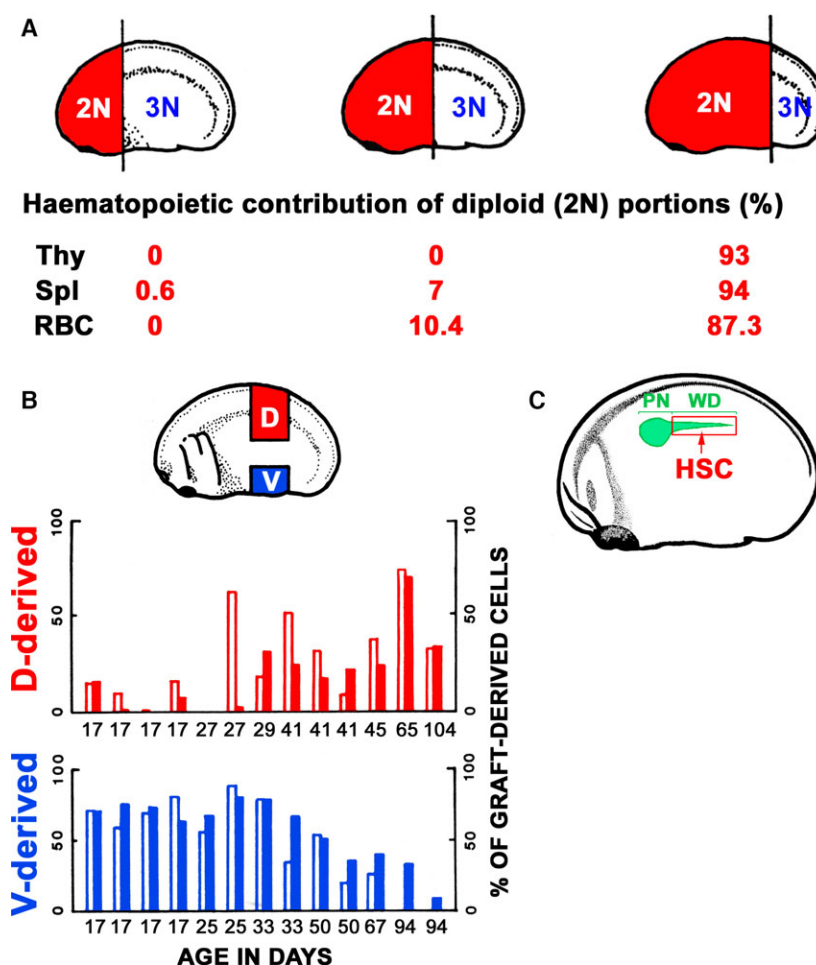 A
2N 3N 2N 3N 2N 3N
Haematopoietic contribution of diploid (2N) portions (%)
Thy 0 0 93
Spl 0.6 7 94
RBC 0 10.4 87.3
B
D
V
C
PN WD
HSC
D-derived
100
50
0
100
50
0
17 17 17 17 27 27 29 41 41 41 45 65 104
V-derived
100
50
0
100
50
0
17 17 17 17 25 25 33 33 50 50 67 94 94
AGE IN DAYS
% OF GRAFT-DERIVED CELLS